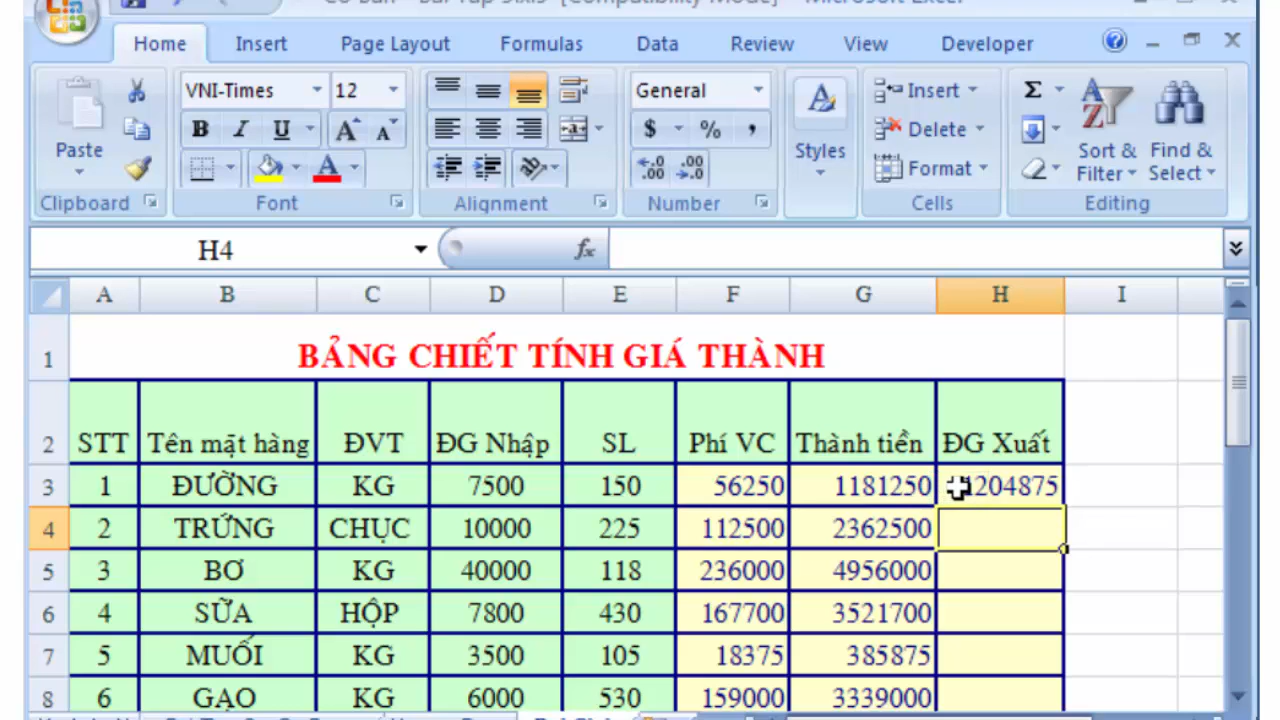 Home Insert Page Layout Formulas Data Review View Developer
VNI-Times 12 General Insert
B I U A A $ % , Delete
Paste Styles Sort & Find &
Format Filter Select
Clipboard Font Alignment Number Cells Editing
H4 fx
A B C D E F G H I
1 BẢNG CHIẾT TÍNH GIÁ THÀNH
2 STT Tên mặt hàng ĐVT ĐG Nhập SL Phí VC Thành tiền ĐG Xuất
3 1 ĐƯỜNG KG 7500 150 56250 1181250 204875
4 2 TRỨNG CHỤC 10000 225 112500 2362500
5 3 BƠ KG 40000 118 236000 4956000
6 4 SỮA HỘP 7800 430 167700 3521700
7 5 MUỐI KG 3500 105 18375 385875
8 6 GẠO KG 6000 530 159000 3339000